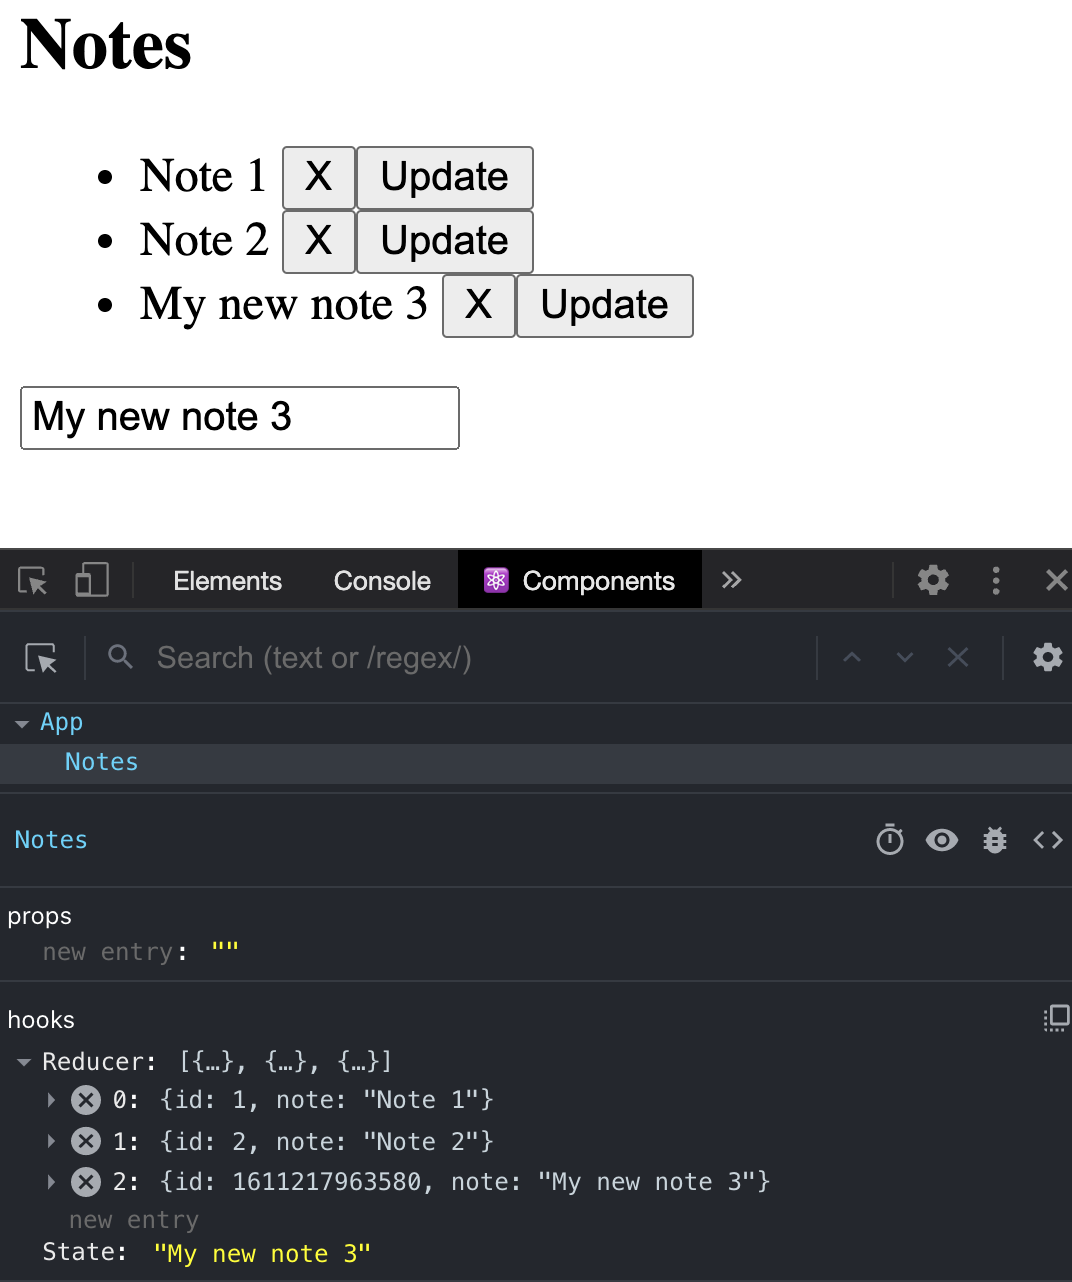 Notes
• Note 1 X Update
• Note 2 X Update
• My new note 3 X Update
My new note 3
Elements Console Components »
Search (text or /regex/)
App
Notes
Notes
props
new entry: ""
hooks
Reducer: [{…}, {…}, {…}]
0: {id: 1, note: "Note 1"}
1: {id: 2, note: "Note 2"}
2: {id: 1611217963580, note: "My new note 3"}
new entry
State: "My new note 3"